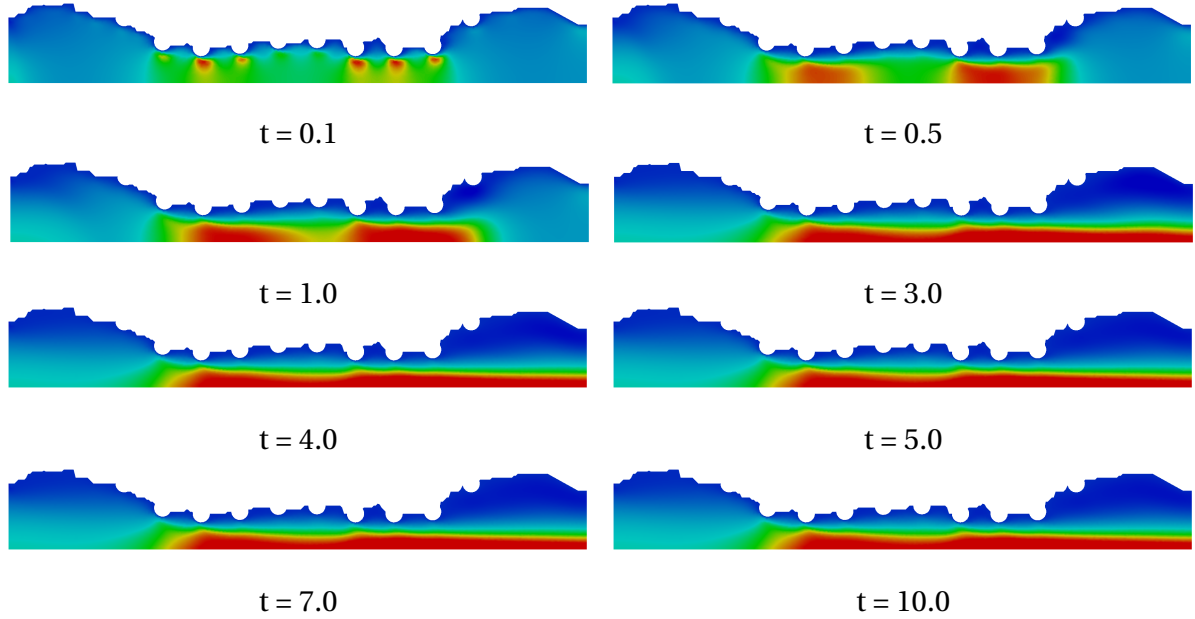 t = 0.1
t = 0.5
t = 1.0
t = 3.0
t = 4.0
t = 5.0
t = 7.0
t = 10.0